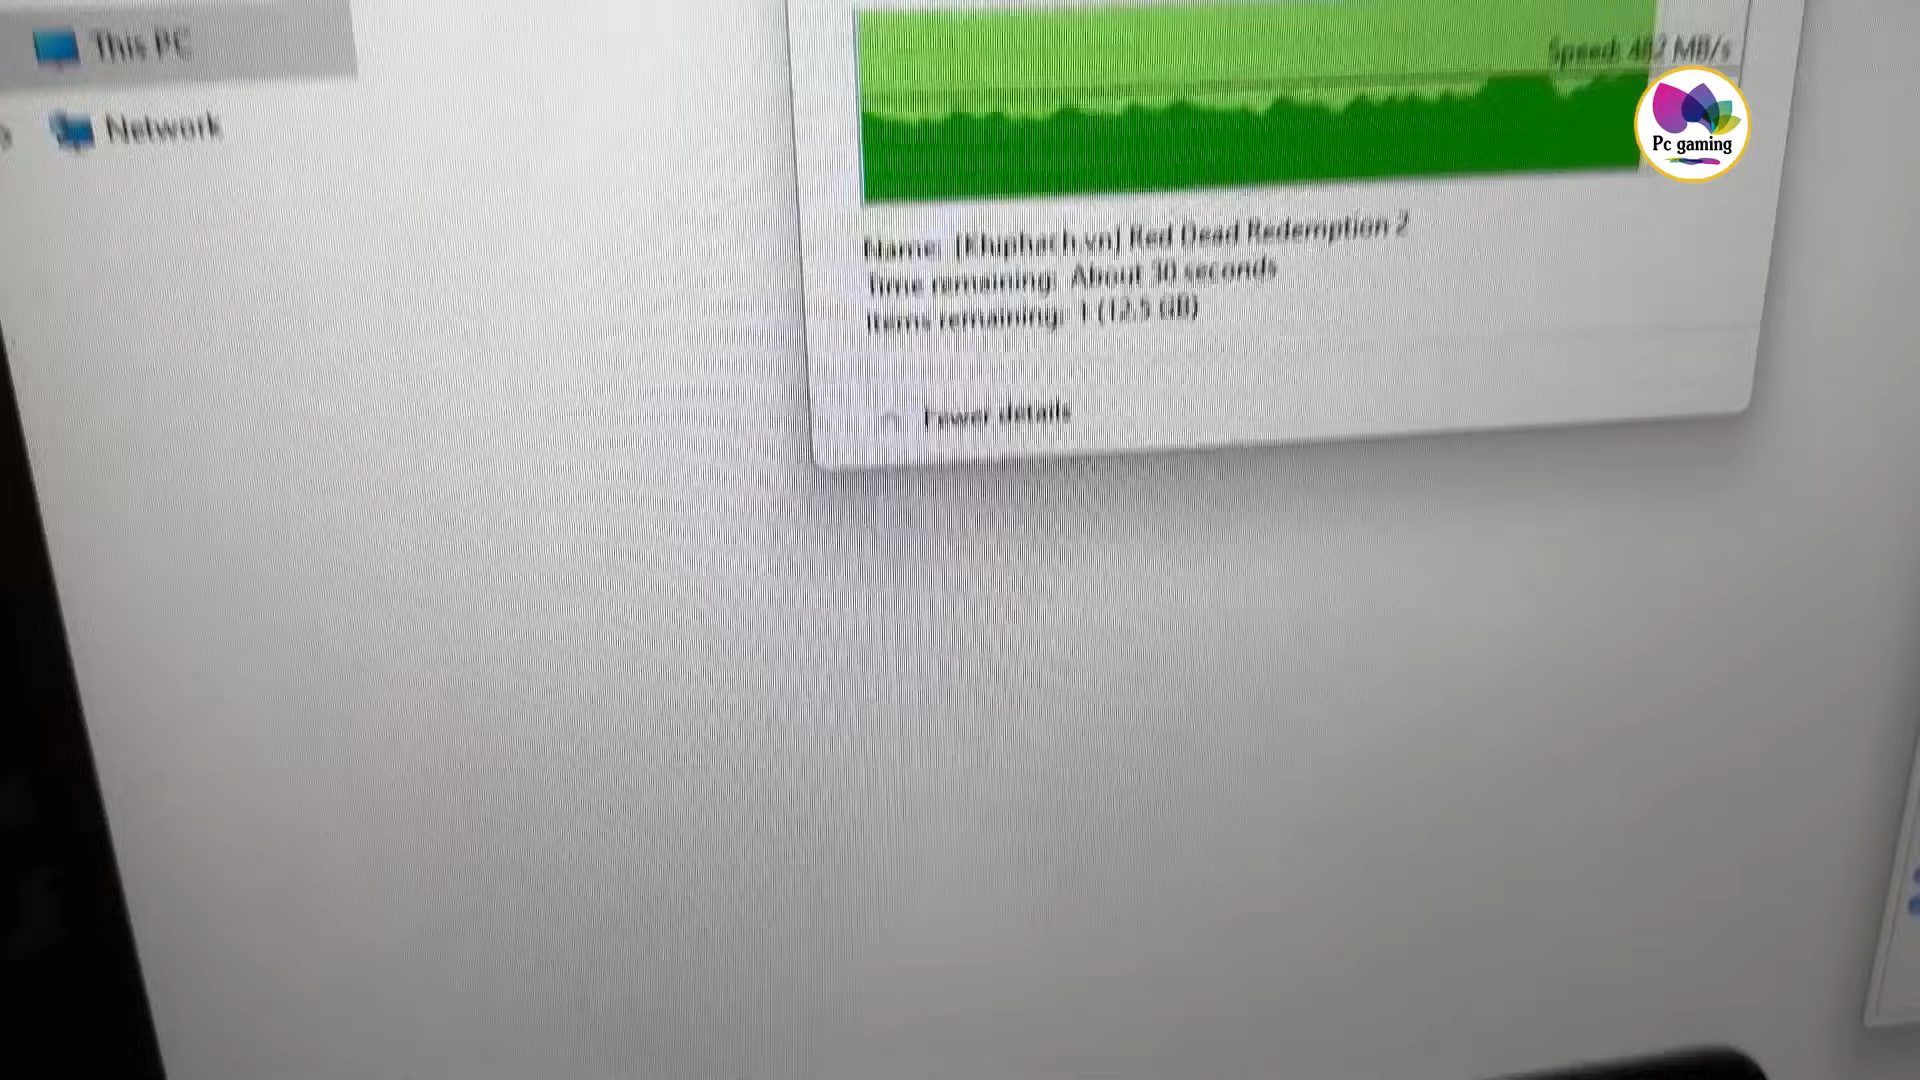 This PC
Network
Speed: 482 MB/s
Pc gaming
Name: [Khiphach.vn] Red Dead Redemption 2
Time remaining: About 30 seconds
Items remaining: 1 (12.5 GB)
Fewer details